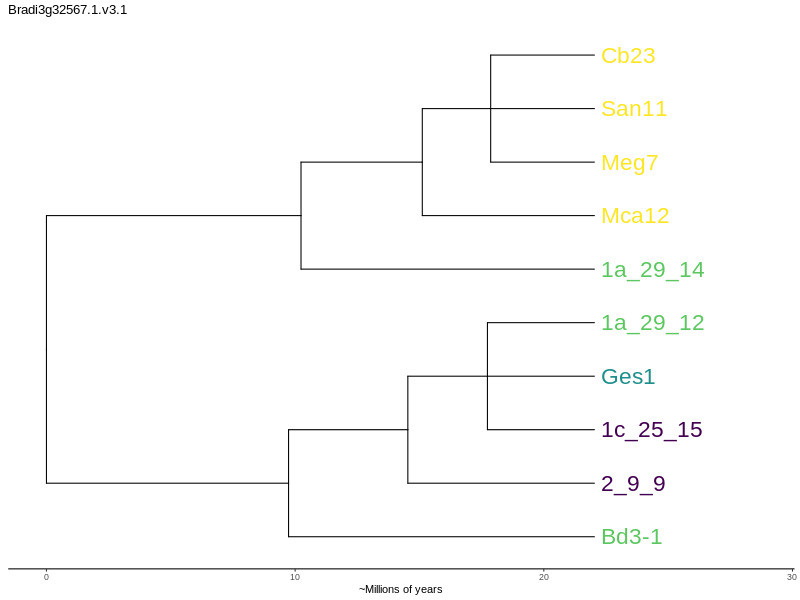 Bradi3g32567.1.v3.1
Cb23
San11
Meg7
Mca12
1a_29_14
1a_29_12
Ges1
1c_25_15
2_9_9
Bd3-1
0 10 20 30
~Millions of years